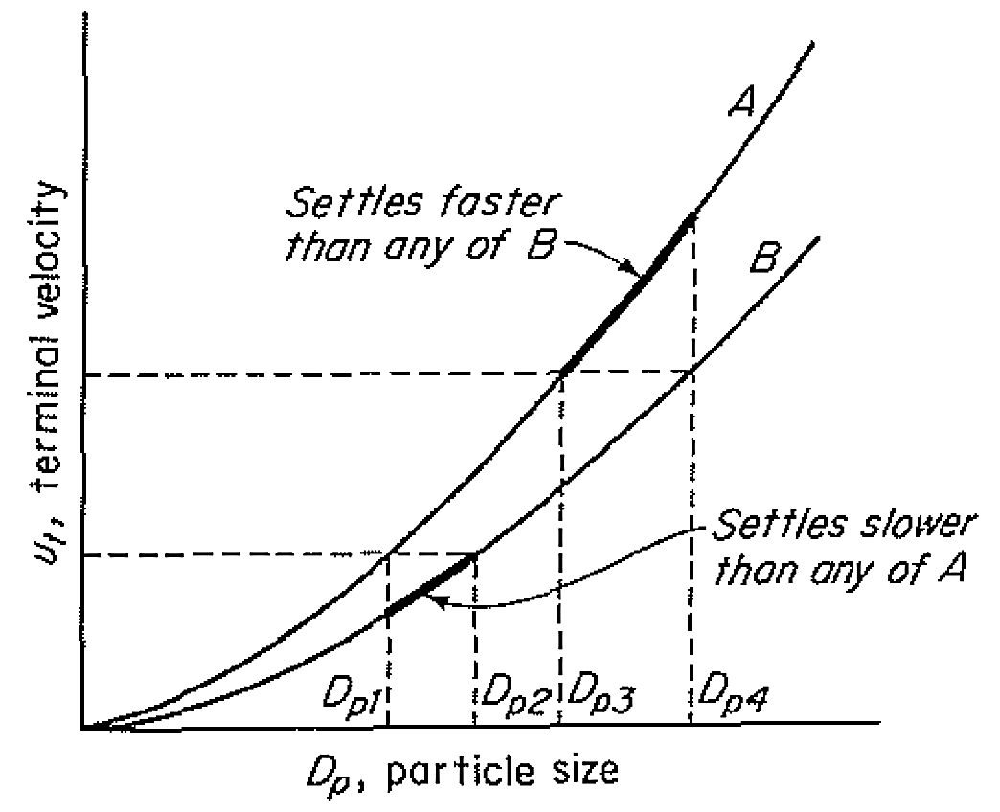 A
Settles faster
than any of B
B
u_t, terminal velocity
Settles slower
than any of A
D_p1
D_p2
D_p3
D_p4
D_p, particle size